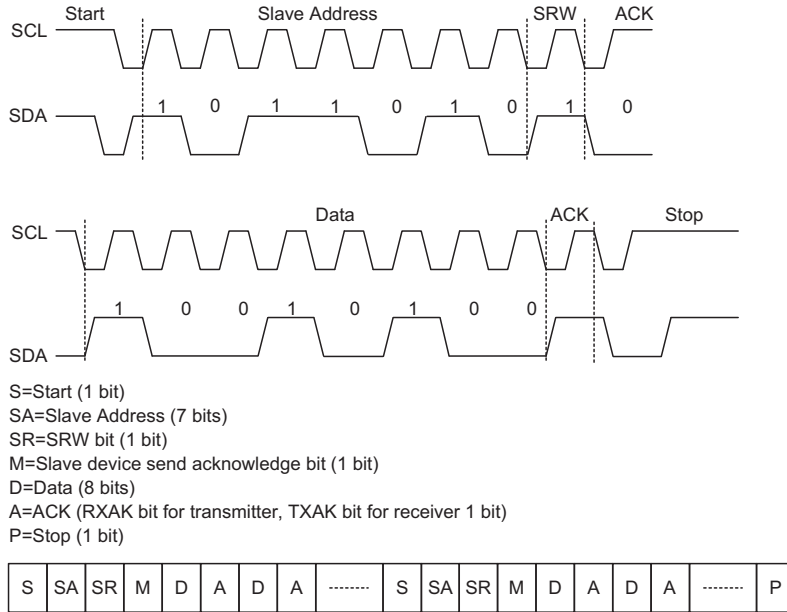 Start Slave Address SRW ACK
SCL
1 0 1 1 0 1 0 1 0
SDA
Data ACK Stop
SCL
1 0 0 1 0 1 0 0
SDA
S=Start (1 bit)
SA=Slave Address (7 bits)
SR=SRW bit (1 bit)
M=Slave device send acknowledge bit (1 bit)
D=Data (8 bits)
A=ACK (RXAK bit for transmitter, TXAK bit for receiver 1 bit)
P=Stop (1 bit)
S SA SR M D A D A S SA SR M D A D A P